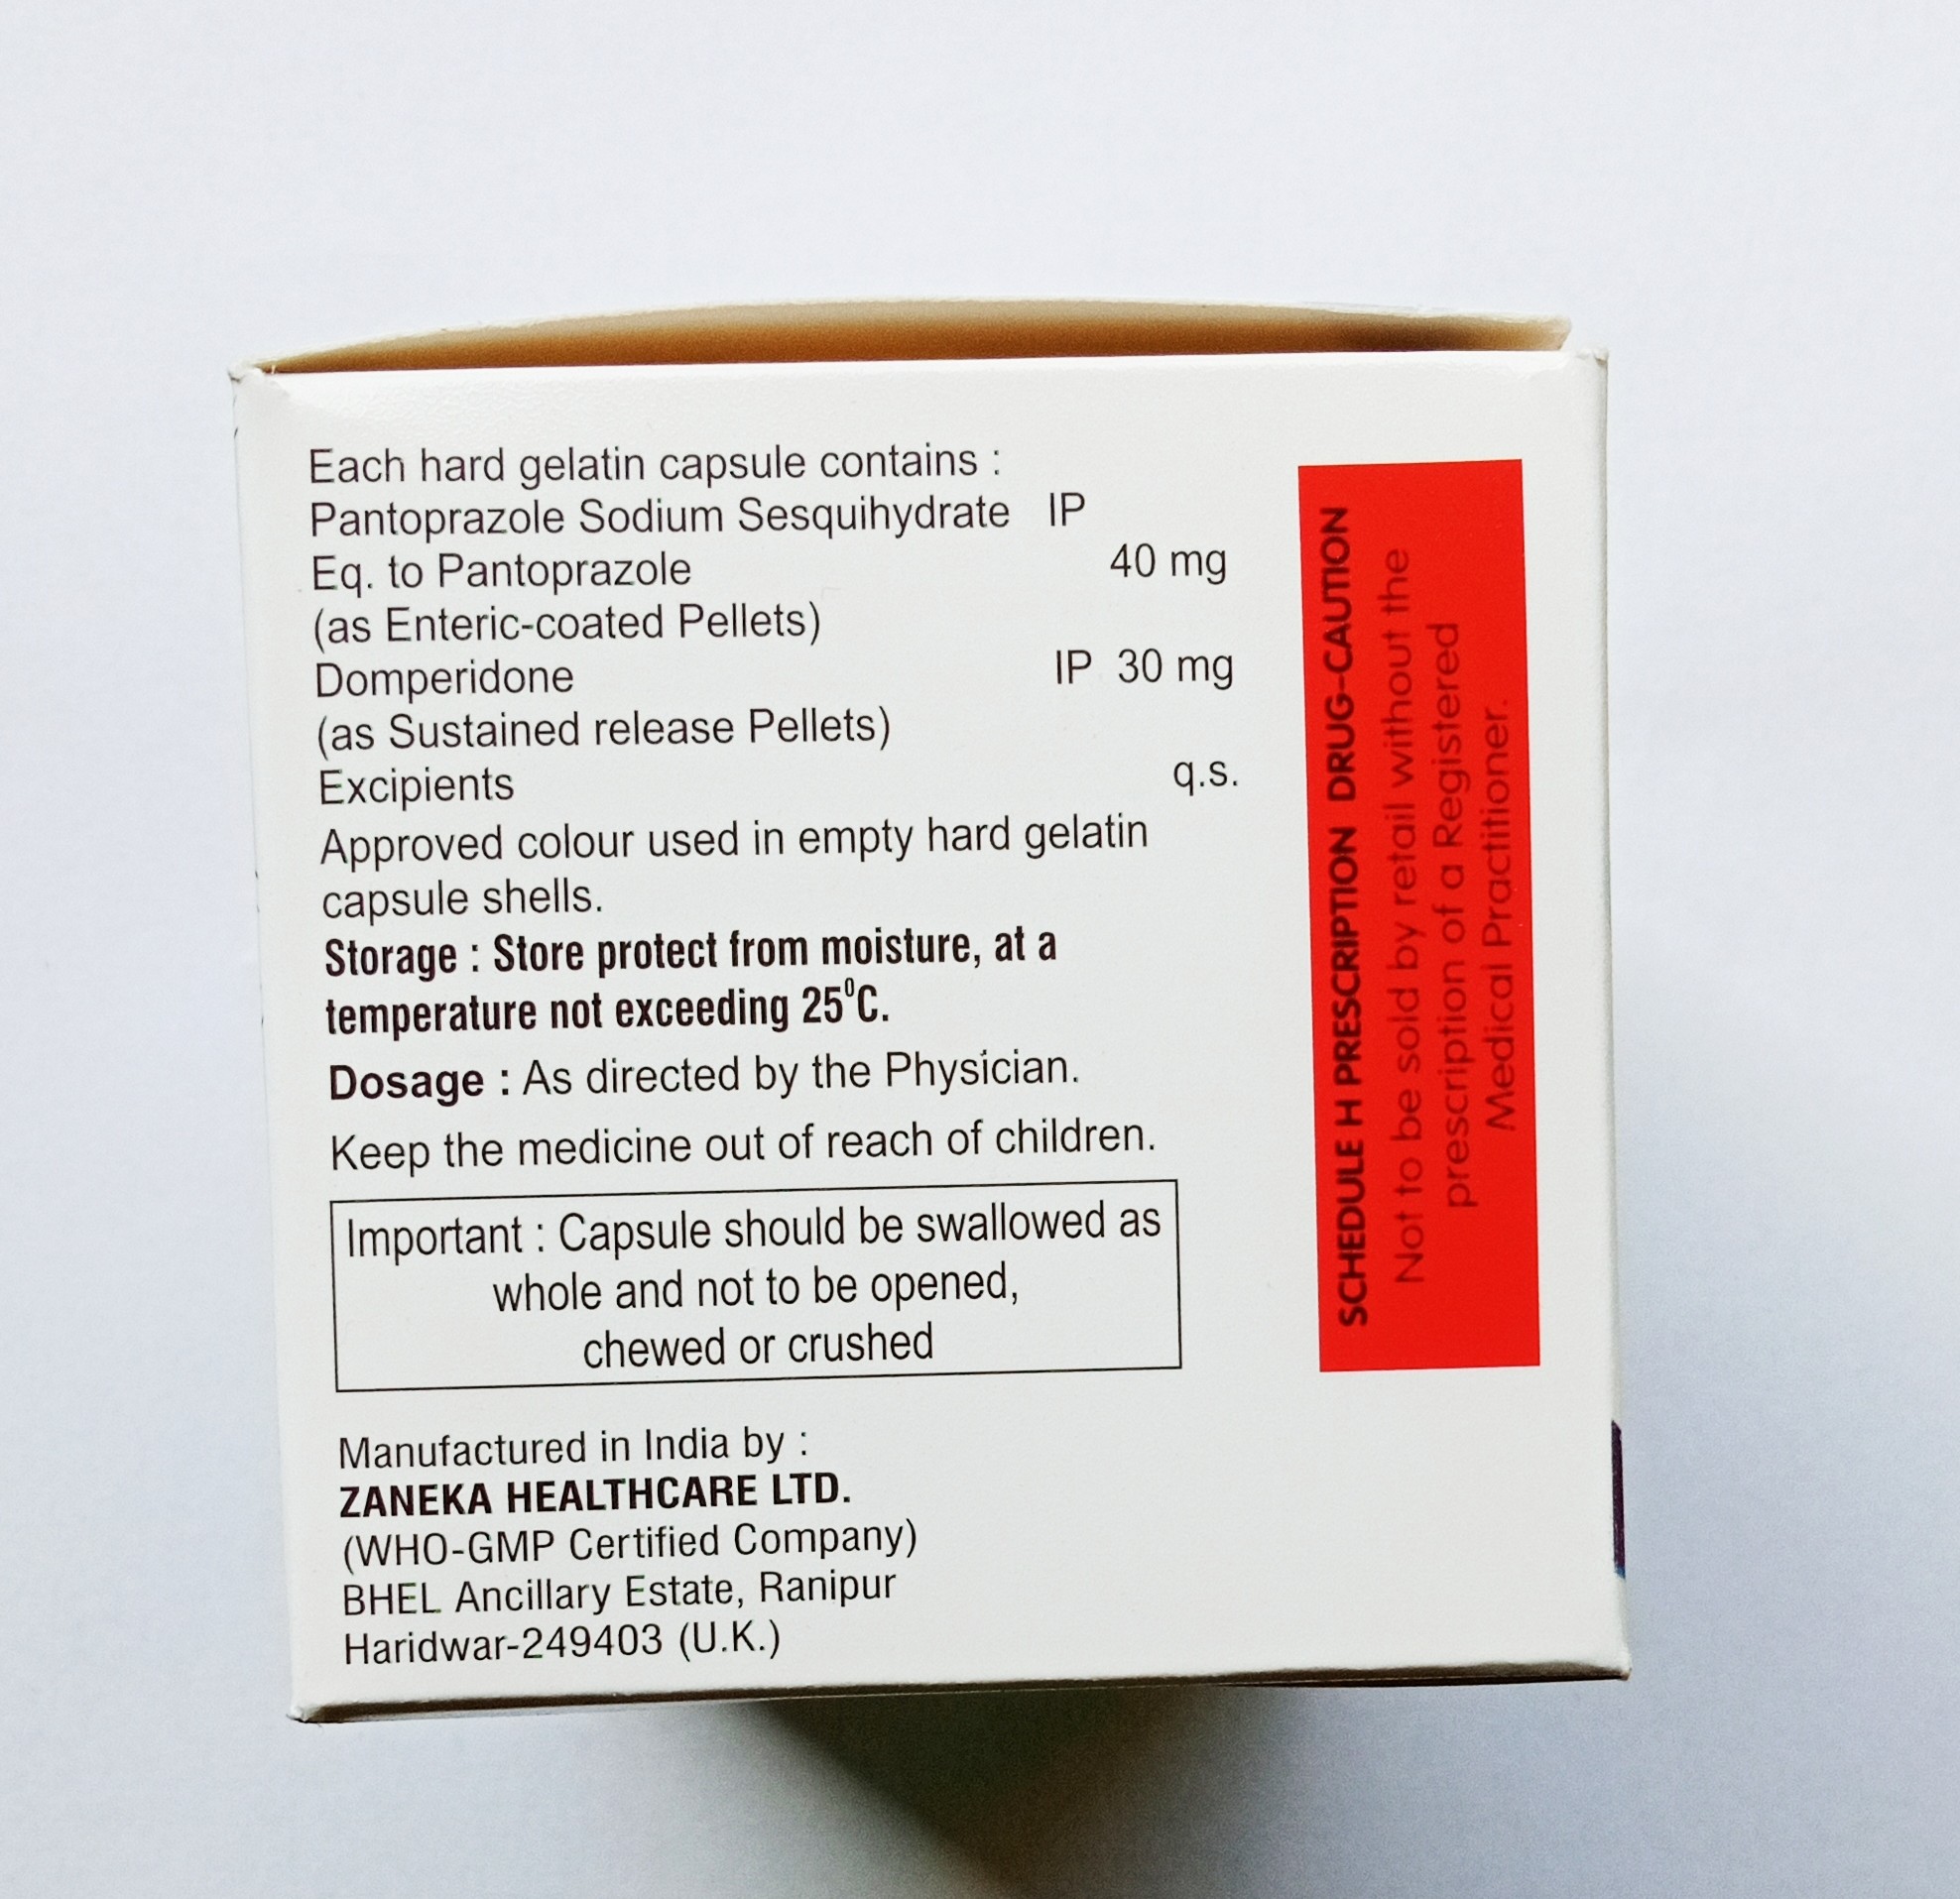 Each hard gelatin capsule contains :
Pantoprazole Sodium Sesquihydrate IP
Eq. to Pantoprazole 40 mg
(as Enteric-coated Pellets)
Domperidone IP 30 mg
(as Sustained release Pellets)
Excipients q.s.
Approved colour used in empty hard gelatin
capsule shells.
Storage : Store protect from moisture, at a
temperature not exceeding 25⁰C.
Dosage : As directed by the Physician.
Keep the medicine out of reach of children.
Important : Capsule should be swallowed as
whole and not to be opened,
chewed or crushed
Manufactured in India by :
ZANEKA HEALTHCARE LTD.
(WHO-GMP Certified Company)
BHEL Ancillary Estate, Ranipur
Haridwar-249403 (U.K.)
SCHEDULE H PRESCRIPTION DRUG-CAUTION
Not to be sold by retail without the
prescription of a Registered
Medical Practitioner.